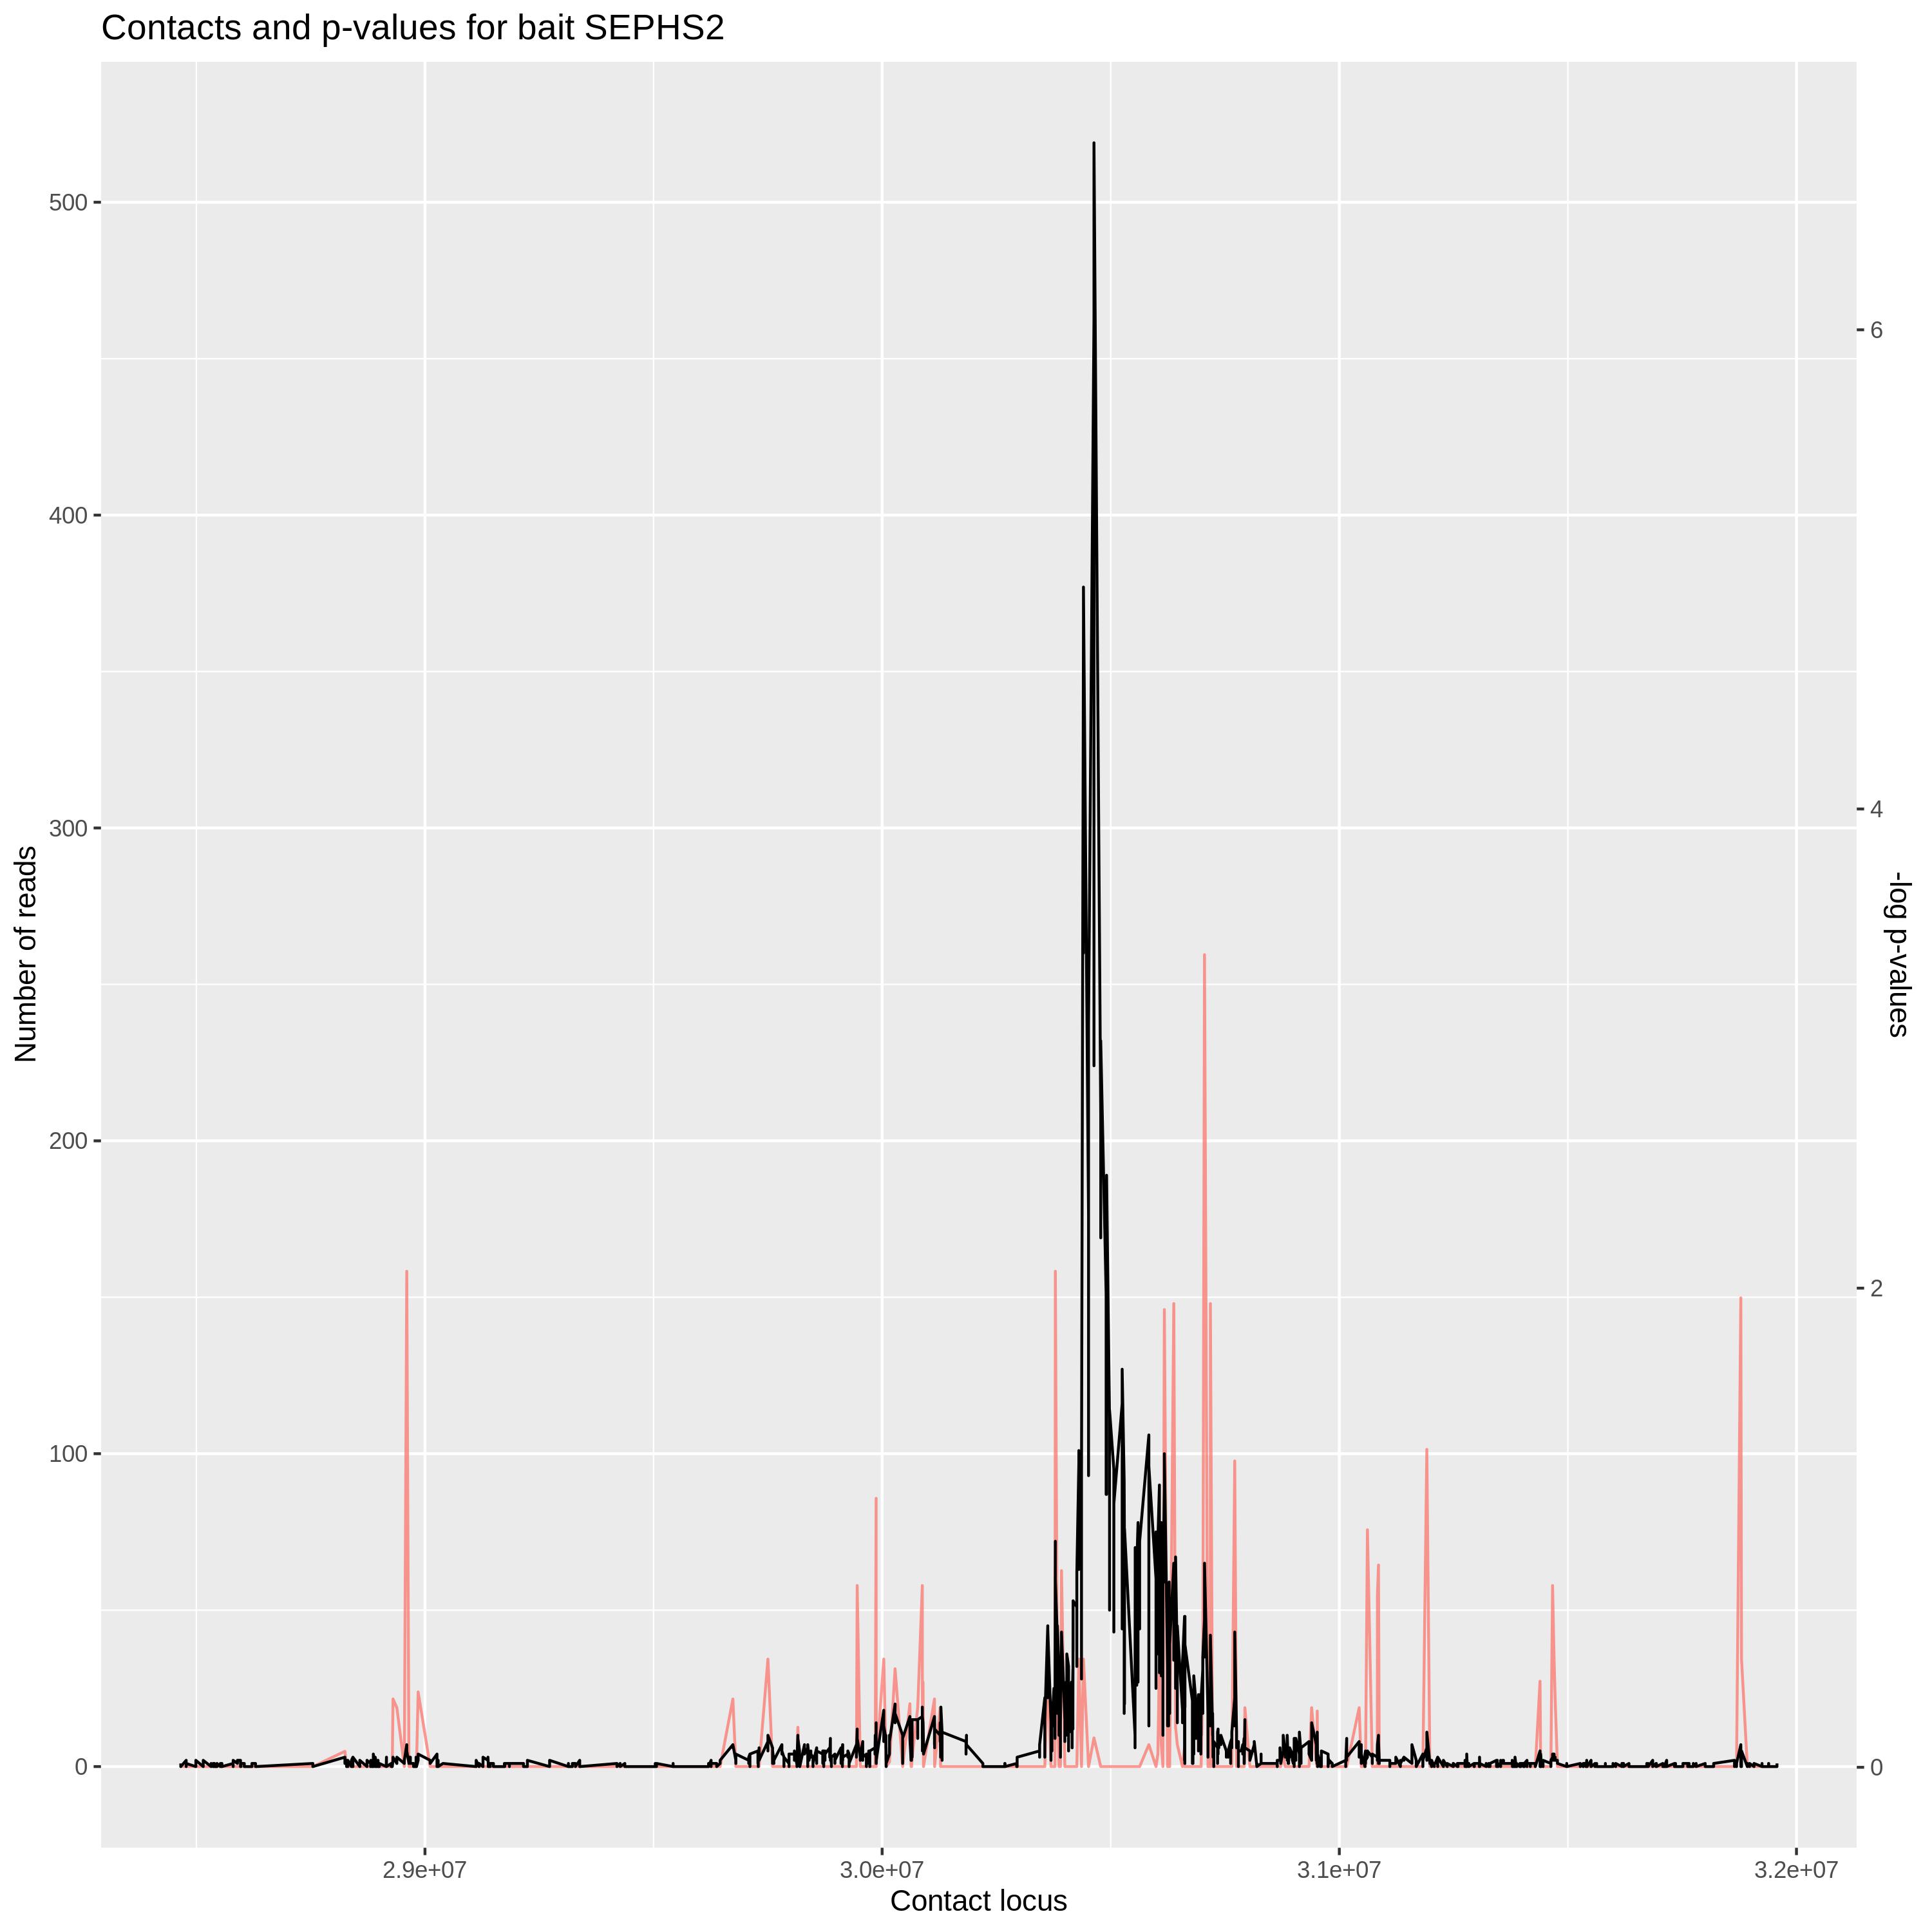 Contacts and p-values for bait SEPHS2
500
400
300
200
100
0
Number of reads
6
4
2
0
-log p-values
2.9e+07
3.0e+07
3.1e+07
3.2e+07
Contact locus